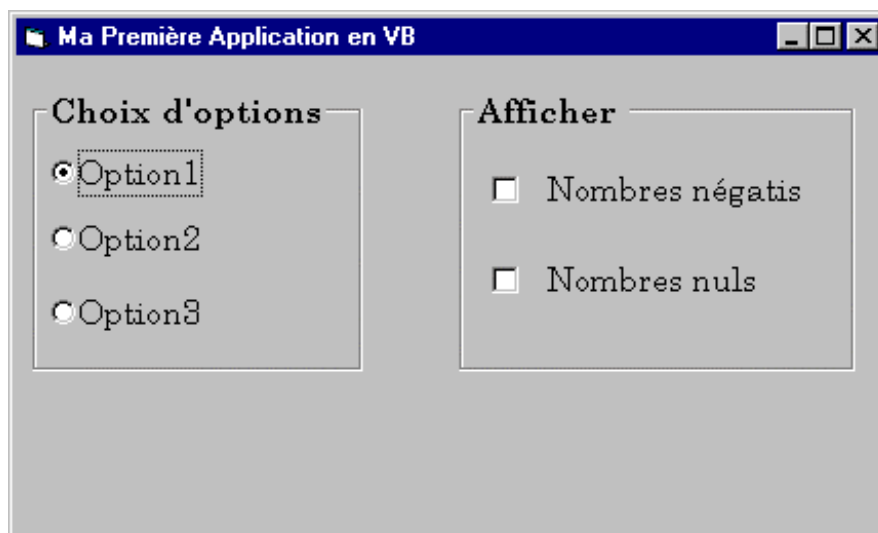 Ma Première Application en VB
Choix d'options
Option1
Option2
Option3
Afficher
Nombres négatis
Nombres nuls